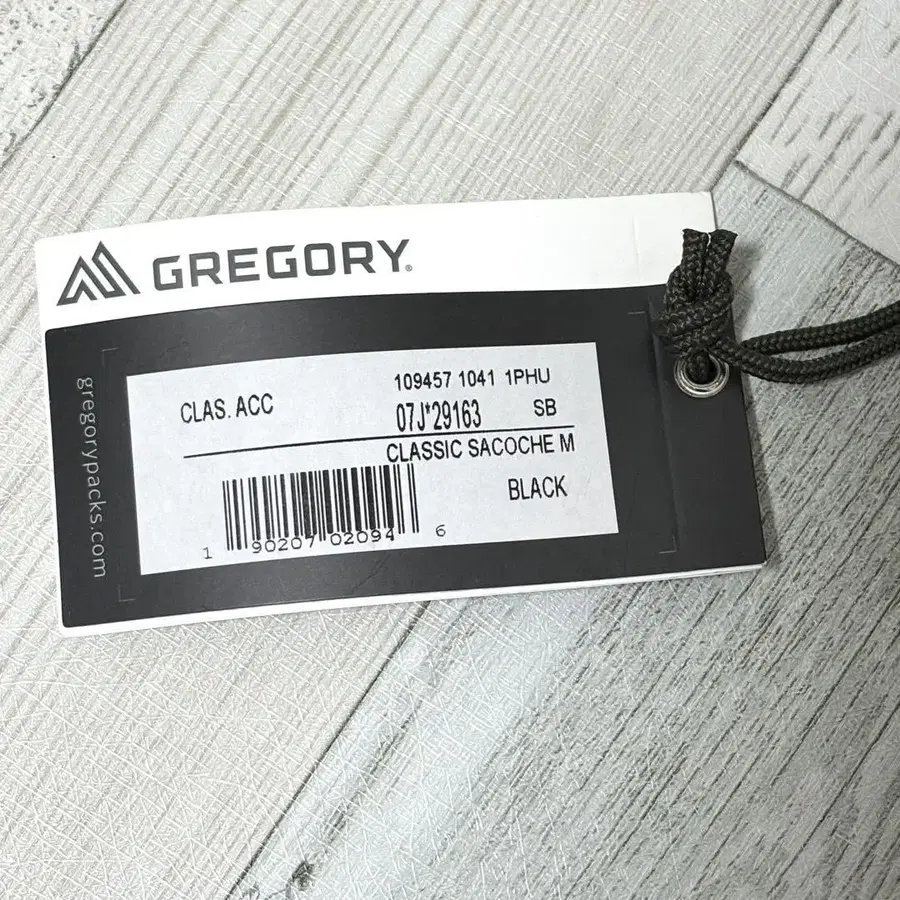 GREGORY®
gregorypacks.com
109457 1041 1PHU
CLAS. ACC
07J*29163 SB
CLASSIC SACOCHE M
BLACK
1 90207 02094 6